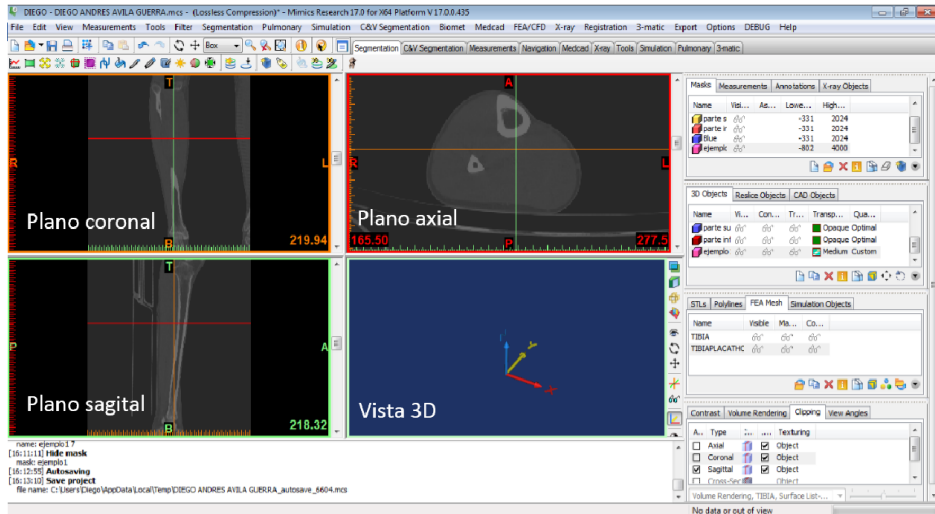 DIEGO - DIEGO ANDRES AVILA GUERRA.mcs - (Lossless Compression)* - Mimics Research 17.0 for X64 Platform V17.0.0.435
File Edit View Measurements Tools Filter Segmentation Pulmonary Simulation C&V Segmentation Biomet Medcad FEA/CFD X-ray Registration 3-matic Export Options DEBUG Help
Box
Segmentation C&V Segmentation Measurements Navigation Medcad X-ray Tools Simulation Pulmonary 3-matic
T
R
L
B
Plano coronal
219.94
A
R
L
P
Plano axial
165.50
277.5
T
P
A
B
Plano sagital
218.32
Vista 3D
Masks Measurements Annotations X-ray Objects
Name Visi... As... Lowe... High...
parte s -331 2024
parte ir -331 2024
Blue -331 2024
ejemplo -802 4000
3D Objects Reslice Objects CAD Objects
Name Vi... Con... Tr... Transp... Qua...
parte su Opaque Optimal
parte inf Opaque Optimal
ejemplo Medium Custom
STLs Polylines FEA Mesh Simulation Objects
Name Visible Ma... Co...
TIBIA
TIBIAPLACATHC
Contrast Volume Rendering Clipping View Angles
A.. Type Texturing
Axial Object
Coronal Object
Sagittal Object
Cross-Sec Object
Volume Rendering, TIBIA, Surface List-...
name: ejemplo1 7
[16:11:11] Hide mask
mask: ejemplo1
[16:12:55] Autosaving
[16:13:10] Save project
file name: C:\Users\Diego\AppData\Local\Temp\DIEGO ANDRES AVILA GUERRA_autosave_6604.mcs
No data or out of view